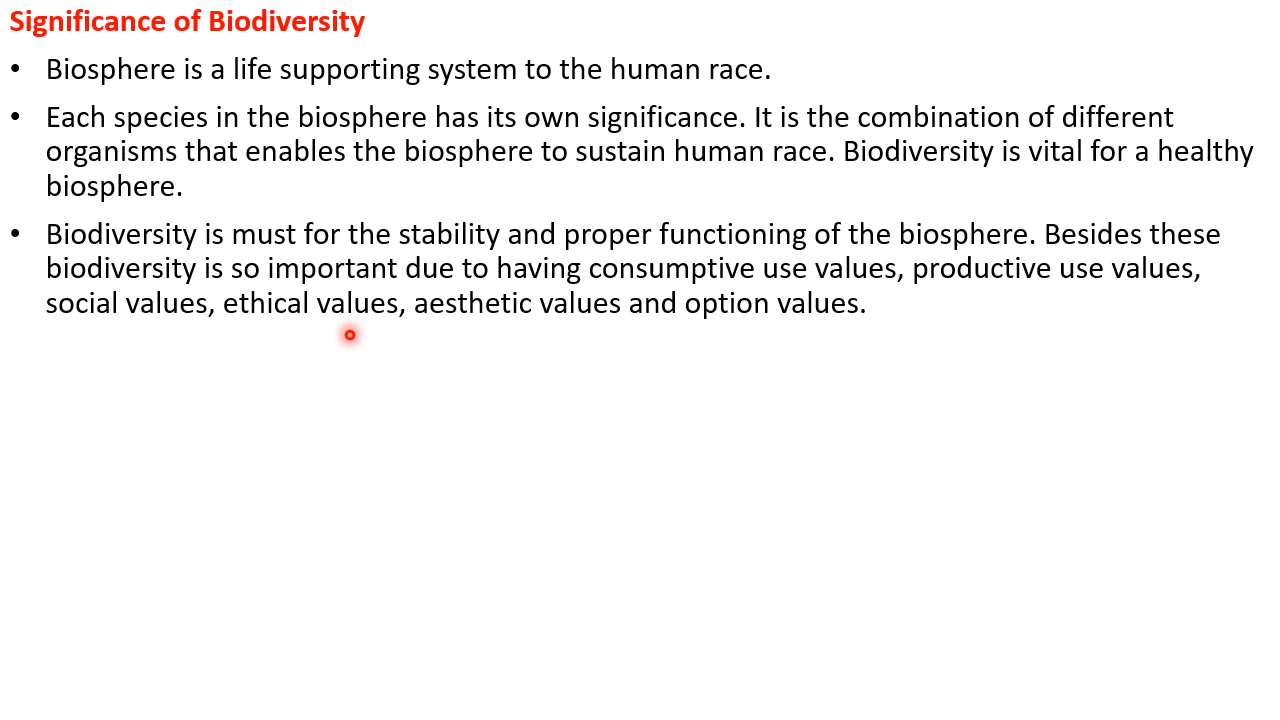 Significance of Biodiversity
• Biosphere is a life supporting system to the human race.
• Each species in the biosphere has its own significance. It is the combination of different
organisms that enables the biosphere to sustain human race. Biodiversity is vital for a healthy
biosphere.
• Biodiversity is must for the stability and proper functioning of the biosphere. Besides these
biodiversity is so important due to having consumptive use values, productive use values,
social values, ethical values, aesthetic values and option values.